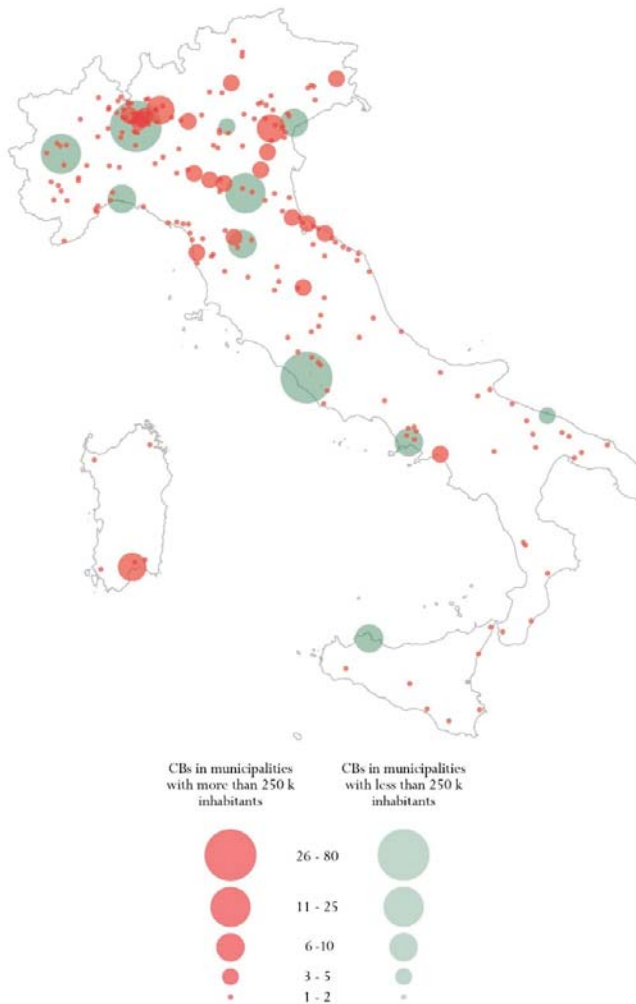 CBs in municipalities
with more than 250 k
inhabitants
CBs in municipalities
with less than 250 k
inhabitants
26 - 80
11 - 25
6 -10
3 - 5
1 - 2